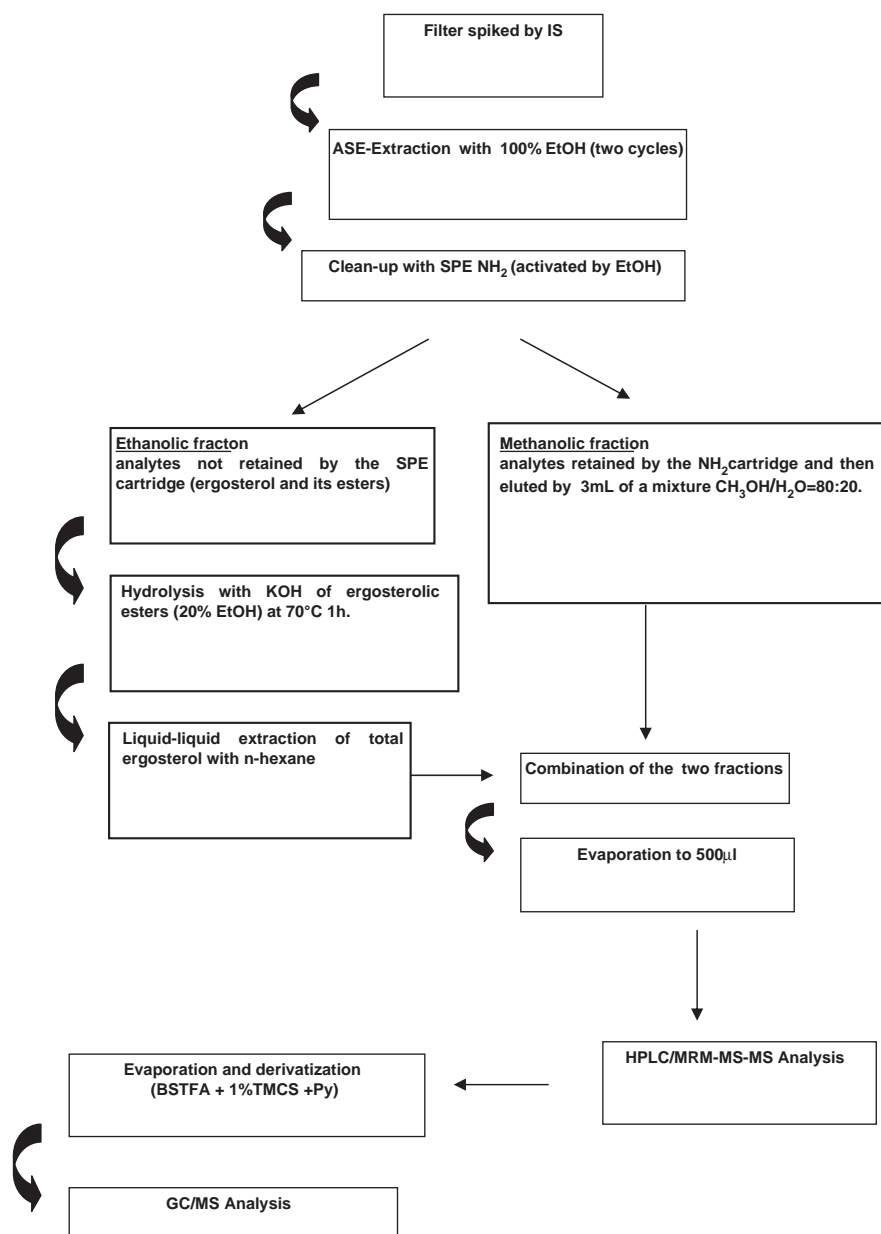 Filter spiked by IS
ASE-Extraction with 100% EtOH (two cycles)
Clean-up with SPE NH₂ (activated by EtOH)
Ethanolic fracton
analytes not retained by the SPE
cartridge (ergosterol and its esters)
Methanolic fraction
analytes retained by the NH₂cartridge and then
eluted by 3mL of a mixture CH₃OH/H₂O=80:20.
Hydrolysis with KOH of ergosterolic
esters (20% EtOH) at 70°C 1h.
Liquid-liquid extraction of total
ergosterol with n-hexane
Combination of the two fractions
Evaporation to 500μl
HPLC/MRM-MS-MS Analysis
Evaporation and derivatization
(BSTFA + 1%TMCS +Py)
GC/MS Analysis